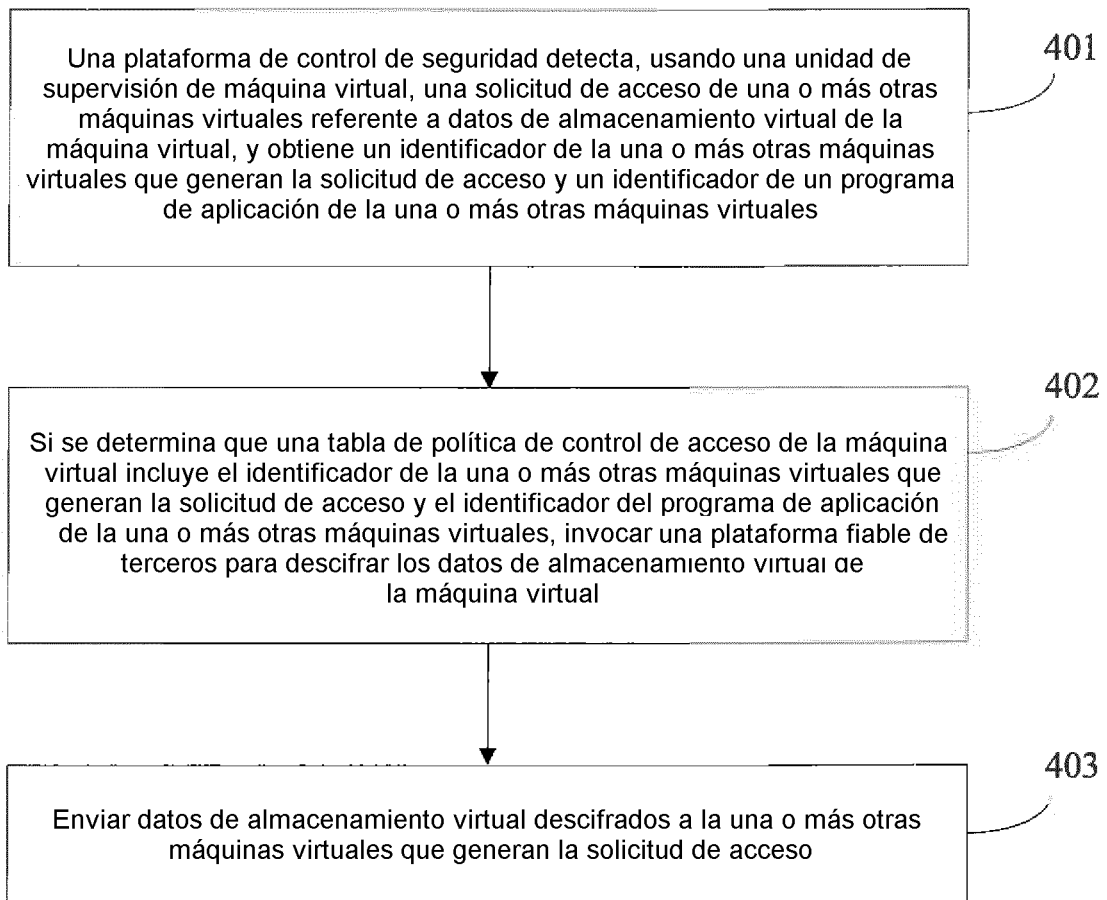 Una plataforma de control de seguridad detecta, usando una unidad de
supervisión de máquina virtual, una solicitud de acceso de una o más otras
máquinas virtuales referente a datos de almacenamiento virtual de la
máquina virtual, y obtiene un identificador de la una o más otras máquinas
virtuales que generan la solicitud de acceso y un identificador de un programa
de aplicación de la una o más otras máquinas virtuales
401
Si se determina que una tabla de política de control de acceso de la máquina
virtual incluye el identificador de la una o más otras máquinas virtuales que
generan la solicitud de acceso y el identificador del programa de aplicación
de la una o más otras máquinas virtuales, invocar una plataforma fiable de
terceros para descifrar los datos de almacenamiento virtual de
la máquina virtual
402
Enviar datos de almacenamiento virtual descifrados a la una o más otras
máquinas virtuales que generan la solicitud de acceso
403